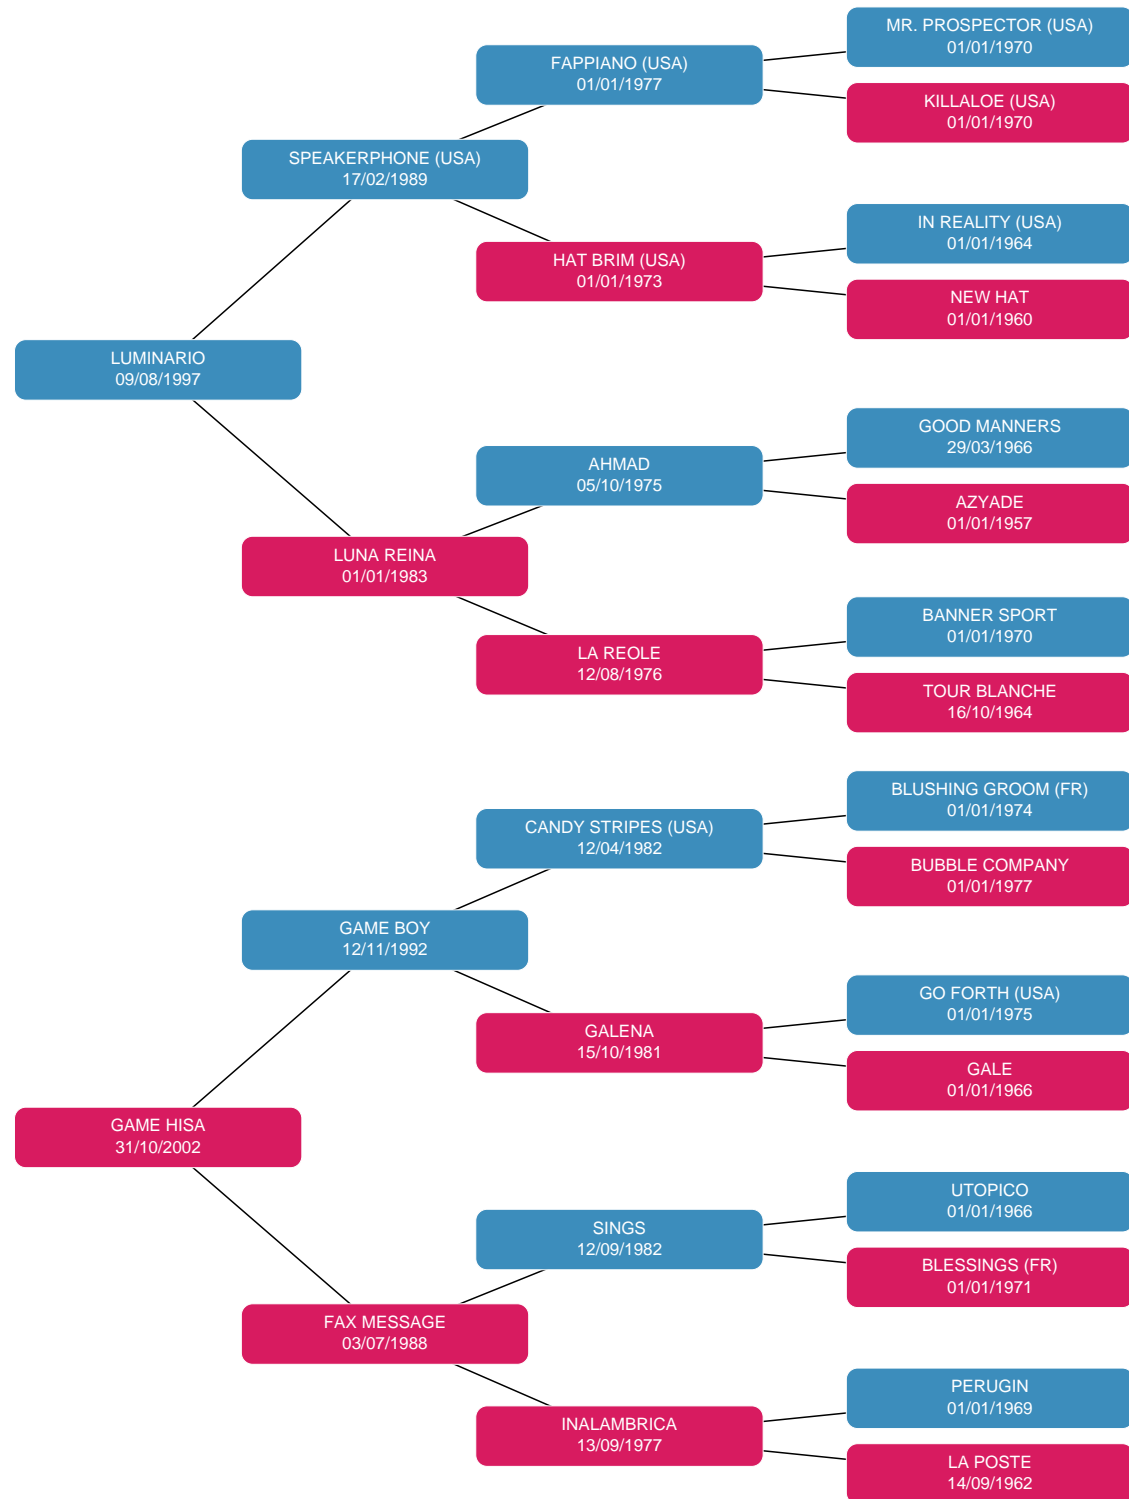 MR. PROSPECTOR (USA)
01/01/1970
FAPPIANO (USA)
01/01/1977
KILLALOE (USA)
01/01/1970
SPEAKERPHONE (USA)
17/02/1989
IN REALITY (USA)
01/01/1964
HAT BRIM (USA)
01/01/1973
NEW HAT
01/01/1960
LUMINARIO
09/08/1997
GOOD MANNERS
29/03/1966
AHMAD
05/10/1975
AZYADE
01/01/1957
LUNA REINA
01/01/1983
BANNER SPORT
01/01/1970
LA REOLE
12/08/1976
TOUR BLANCHE
16/10/1964
BLUSHING GROOM (FR)
01/01/1974
CANDY STRIPES (USA)
12/04/1982
BUBBLE COMPANY
01/01/1977
GAME BOY
12/11/1992
GO FORTH (USA)
01/01/1975
GALENA
15/10/1981
GALE
01/01/1966
GAME HISA
31/10/2002
UTOPICO
01/01/1966
SINGS
12/09/1982
BLESSINGS (FR)
01/01/1971
FAX MESSAGE
03/07/1988
PERUGIN
01/01/1969
INALAMBRICA
13/09/1977
LA POSTE
14/09/1962